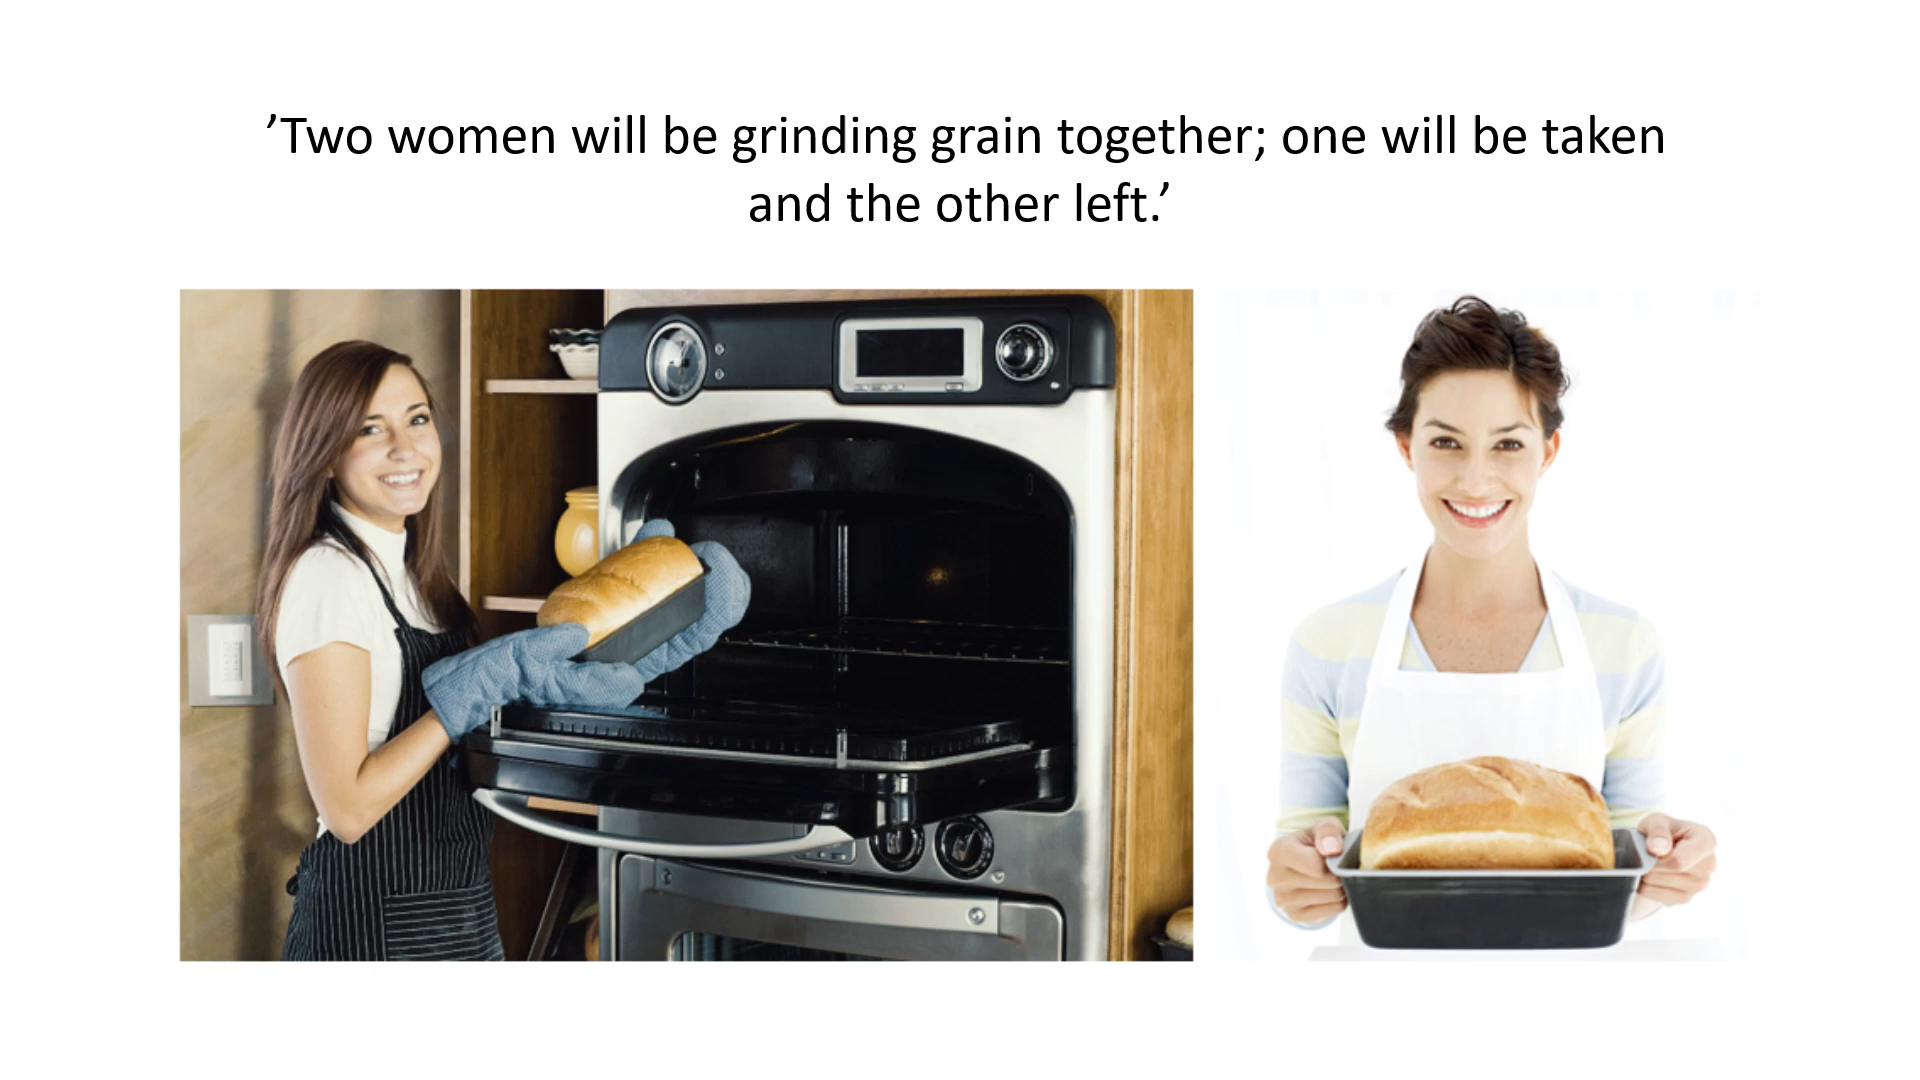 ’Two women will be grinding grain together; one will be taken
and the other left.’